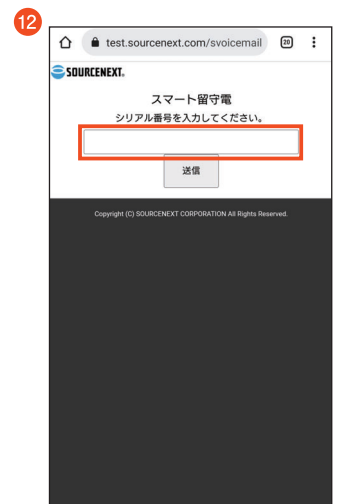 12
test.sourcenext.com/svoicemail
20
SOURCENEXT.
スマート留守電
シリアル番号を入力してください。
送信
Copyright (C) SOURCENEXT CORPORATION All Rights Reserved.